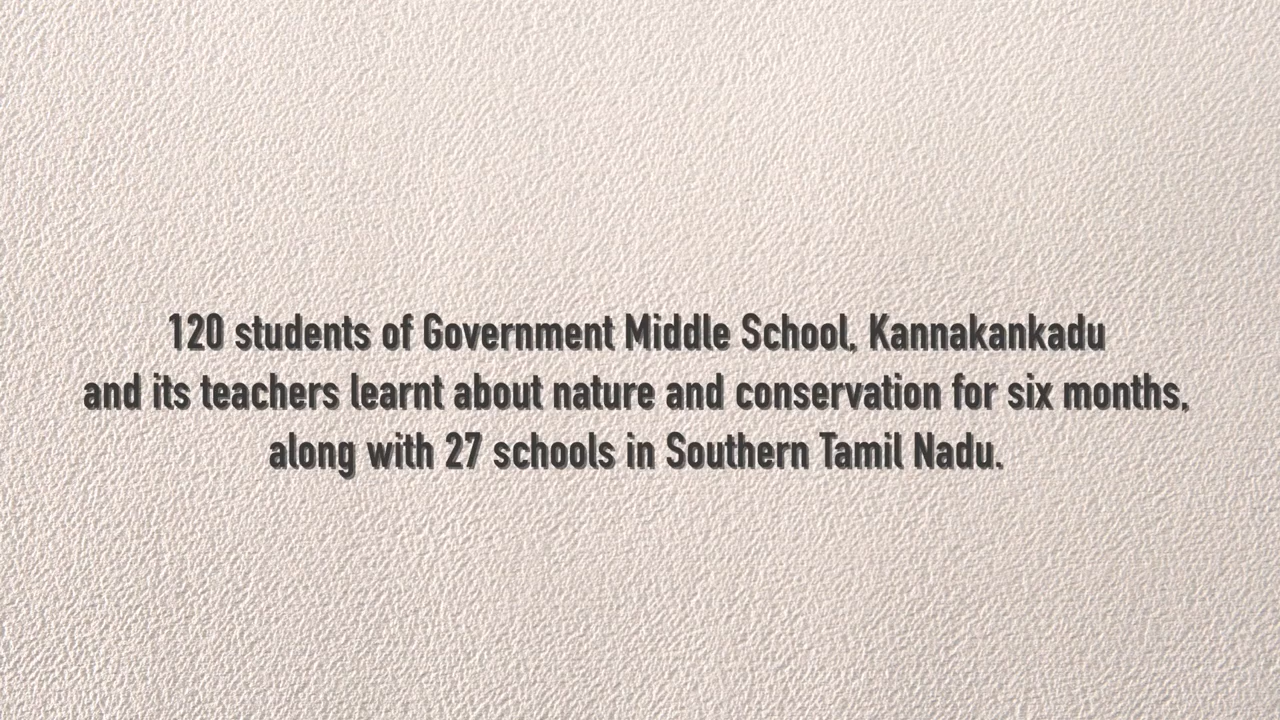 120 students of Government Middle School, Kannakankadu
and its teachers learnt about nature and conservation for six months,
along with 27 schools in Southern Tamil Nadu.